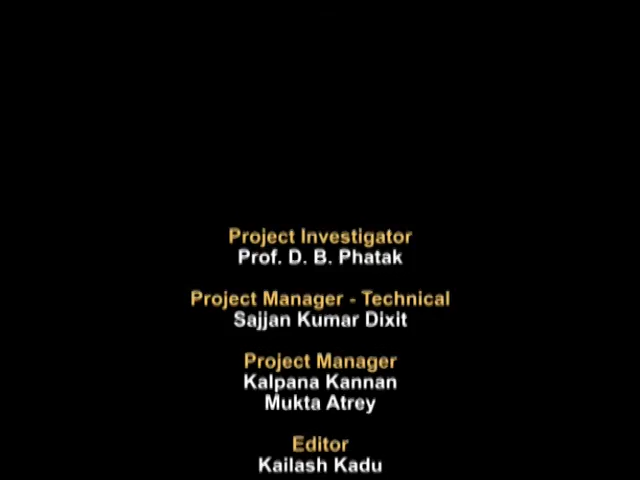 Project Investigator
Prof. D. B. Phatak
Project Manager - Technical
Sajjan Kumar Dixit
Project Manager
Kalpana Kannan
Mukta Atrey
Editor
Kailash Kadu